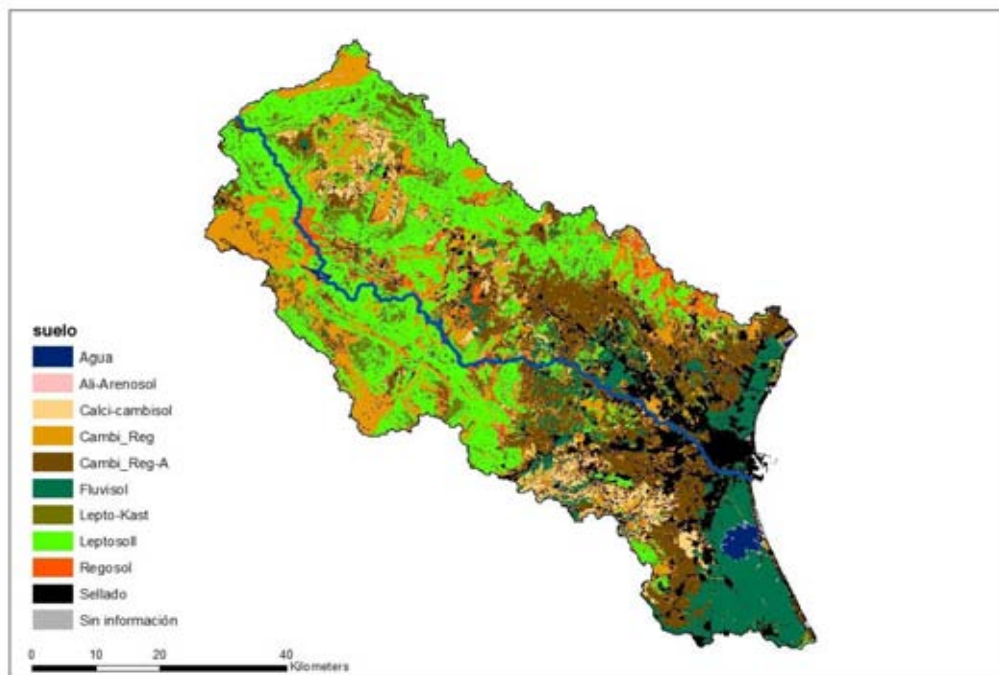 suelo
Agua
Ali-Arenosol
Calci-cambisol
Cambi_Reg
Cambi_Reg-A
Fluvisol
Lepto-Kast
Leptosoll
Regosol
Sellado
Sin información
0 10 20 40
Kilometers